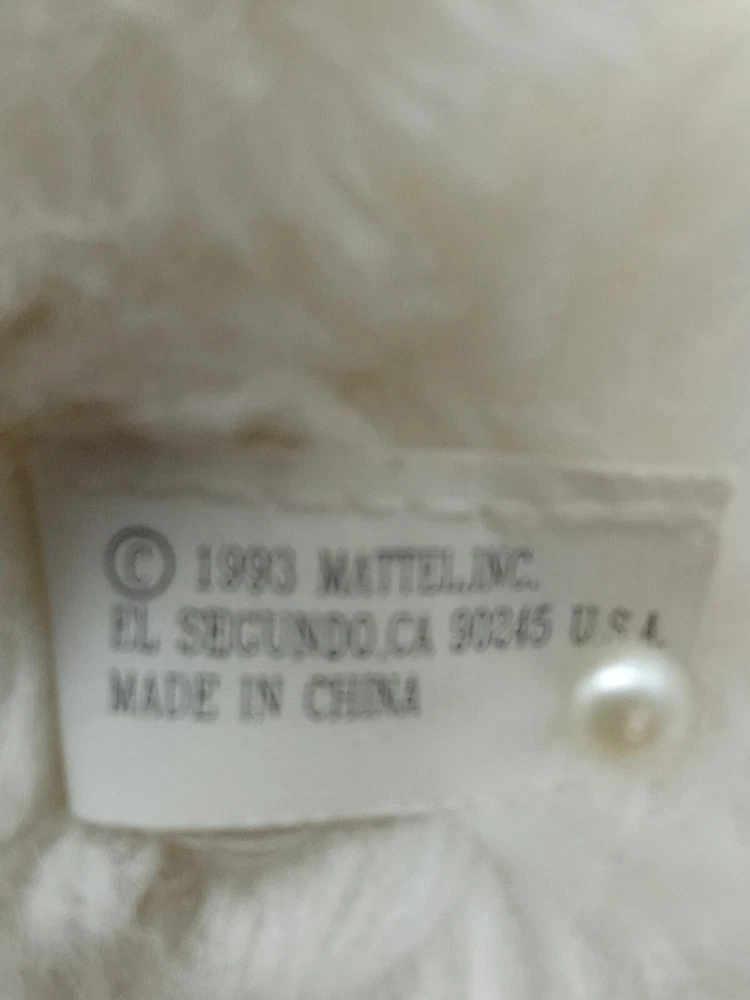 © 1993 MATTEL.INC.
EL SEGUNDO.CA 90245 U.S.A.
MADE IN CHINA